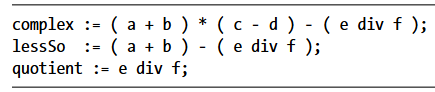 complex := ( a + b ) * ( c - d ) - ( e div f );
lessSo  := ( a + b ) - ( e div f );
quotient := e div f;